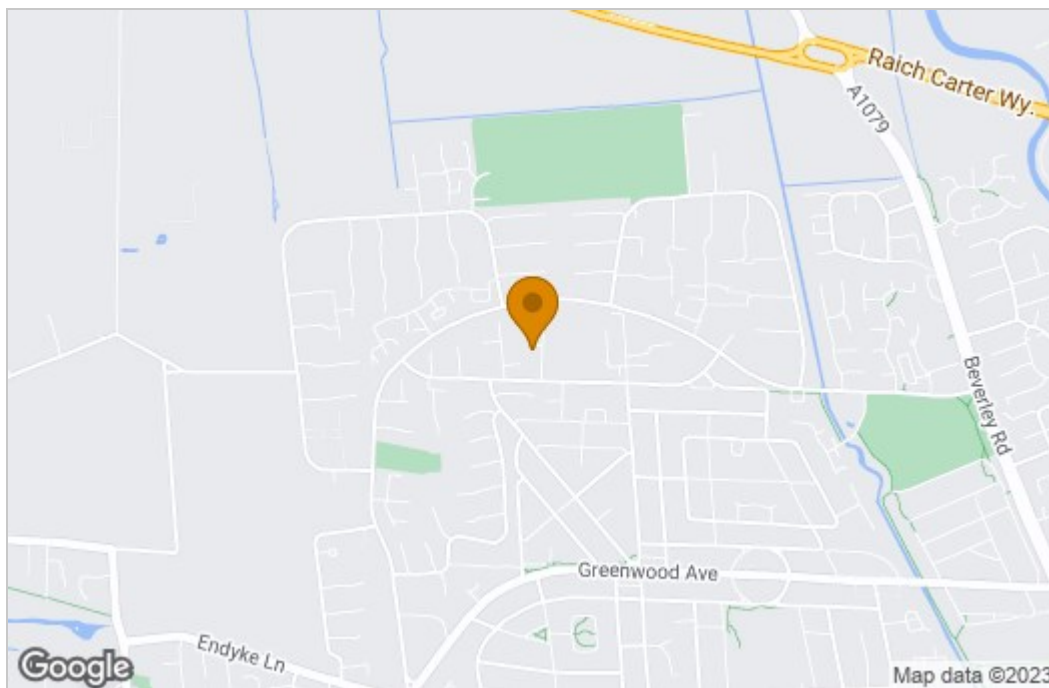 Raich Carter Wy.
A1079
Beverley Rd
Greenwood Ave
Endyke Ln
Google
Map data ©2023